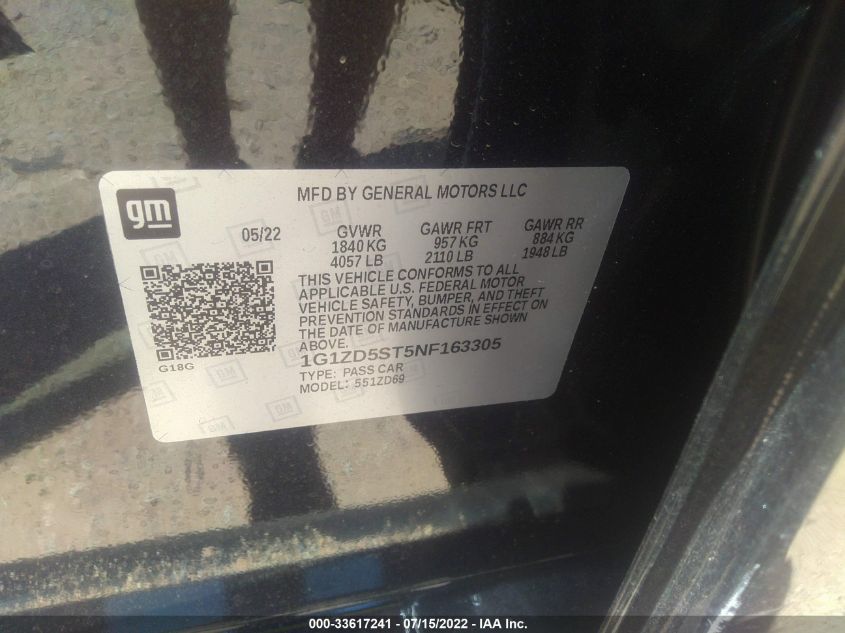 gm
MFD BY GENERAL MOTORS LLC
05/22 GVWR GAWR FRT GAWR RR
1840 KG 957 KG 884 KG
4057 LB 2110 LB 1948 LB
THIS VEHICLE CONFORMS TO ALL
APPLICABLE U.S. FEDERAL MOTOR
VEHICLE SAFETY, BUMPER, AND THEFT
PREVENTION STANDARDS IN EFFECT ON
THE DATE OF MANUFACTURE SHOWN
ABOVE.
G18G
1G1ZD5ST5NF163305
TYPE: PASS CAR
MODEL: 551ZD69
000-33617241 - 07/15/2022 - IAA Inc.